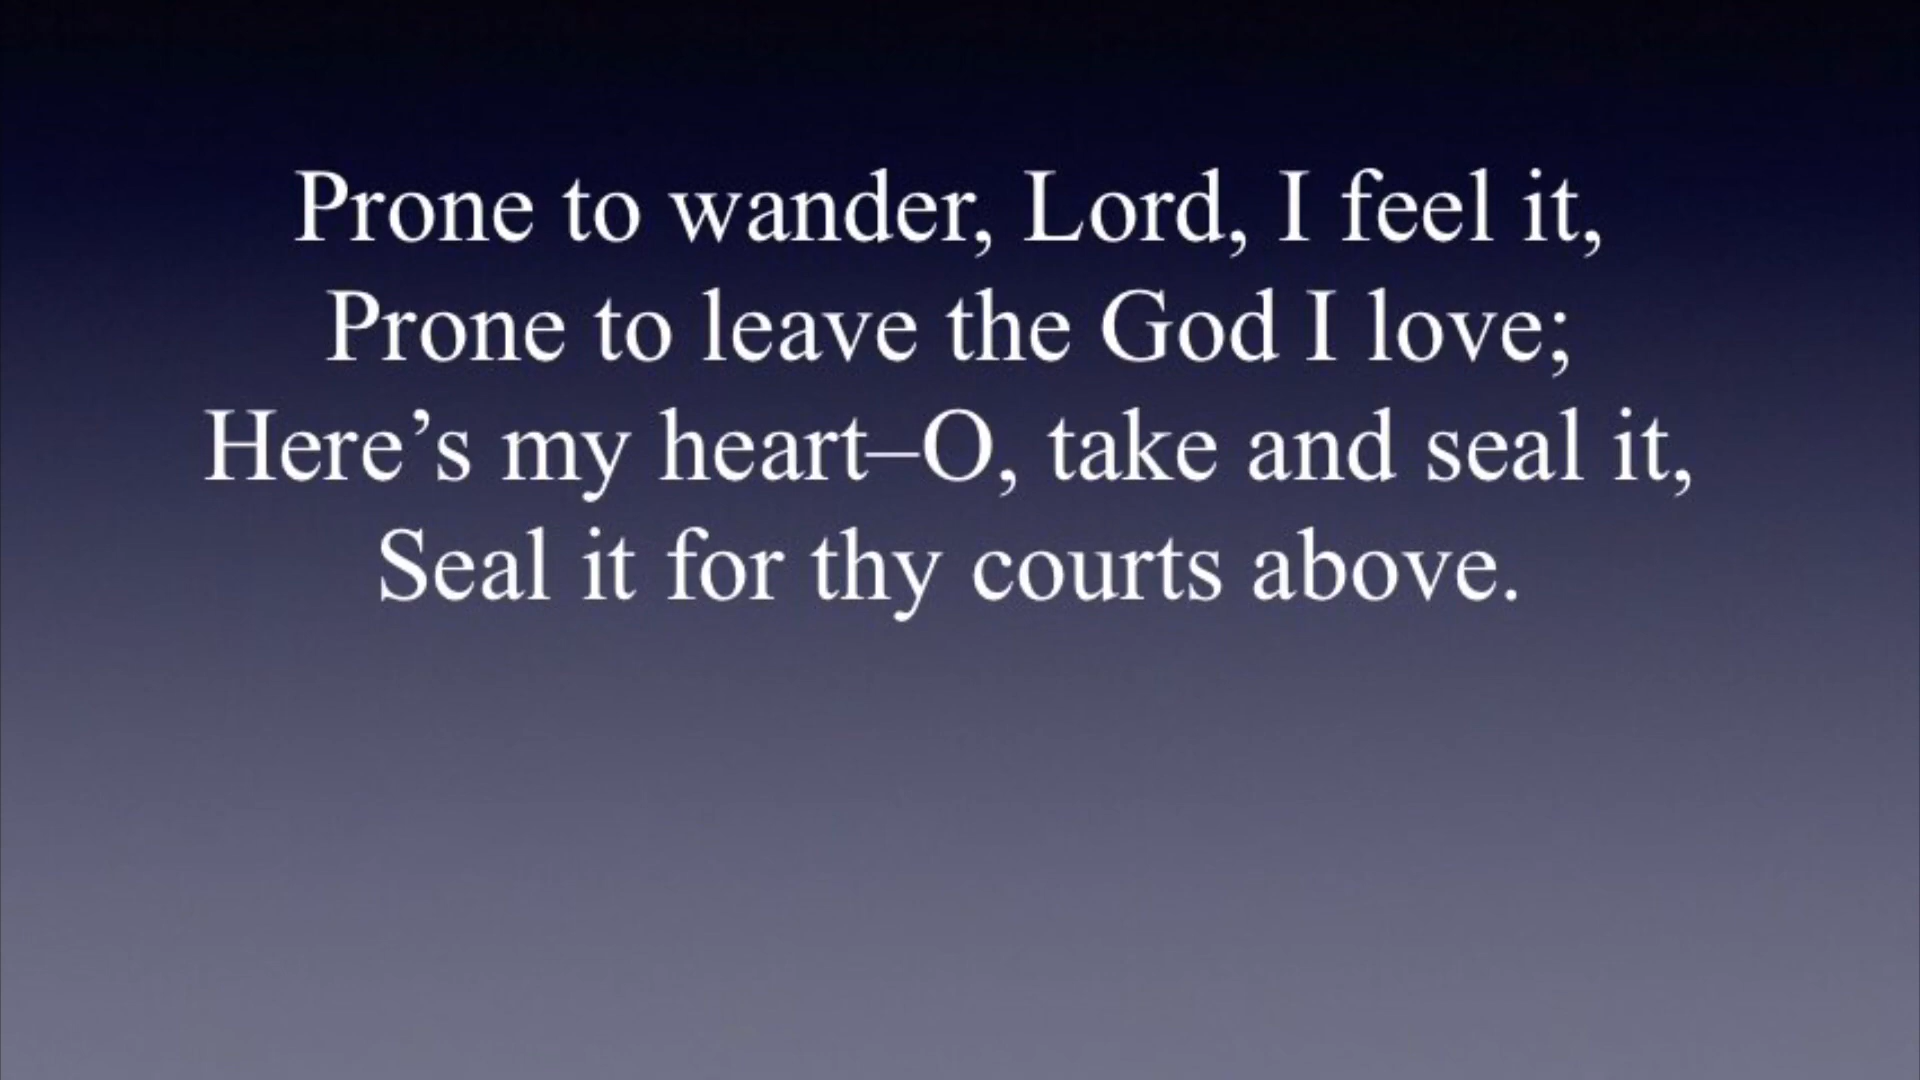 Prone to wander, Lord, I feel it,
Prone to leave the God I love;
Here’s my heart–O, take and seal it,
Seal it for thy courts above.